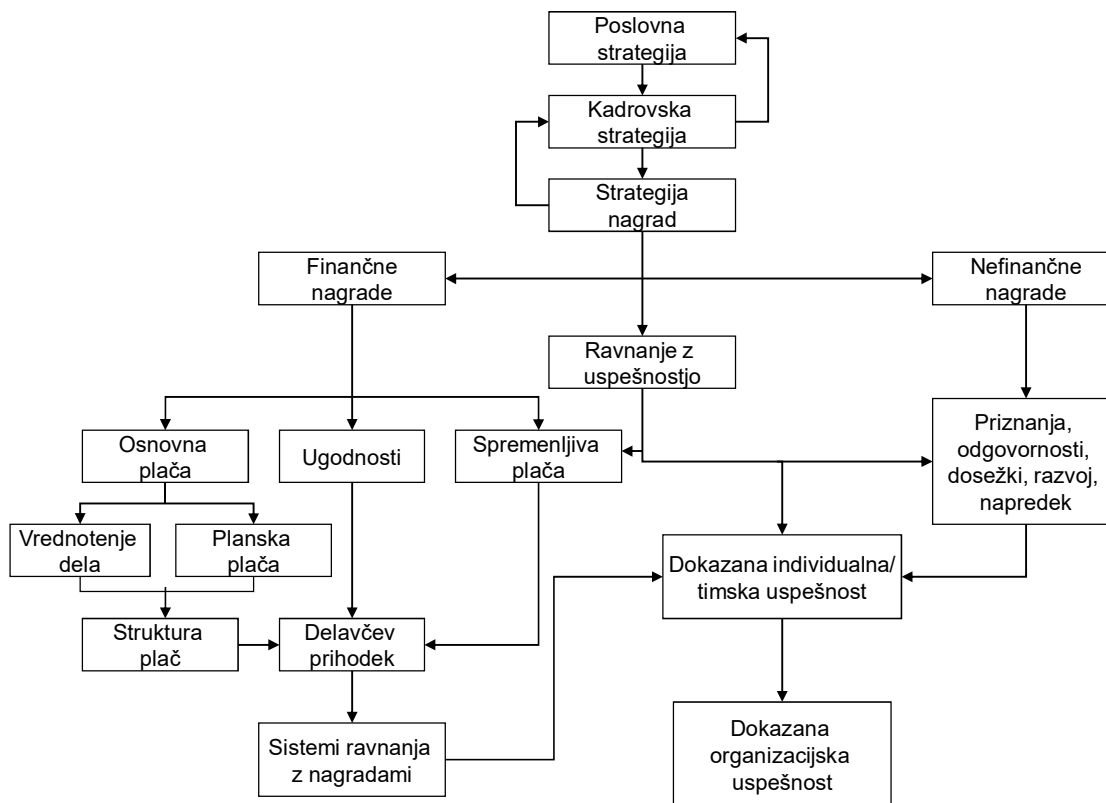 Poslovna
strategija
Kadrovska
strategija
Strategija
nagrad
Finančne
nagrade
Nefinančne
nagrade
Ravnanje z
uspešnostjo
Osnovna
plača
Ugodnosti
Spremenljiva
plača
Priznanja,
odgovornosti,
dosežki, razvoj,
napredek
Vrednotenje
dela
Planska
plača
Dokazana individualna/
timska uspešnost
Struktura
plač
Delavčev
prihodek
Sistemi ravnanja
z nagradami
Dokazana
organizacijska
uspešnost